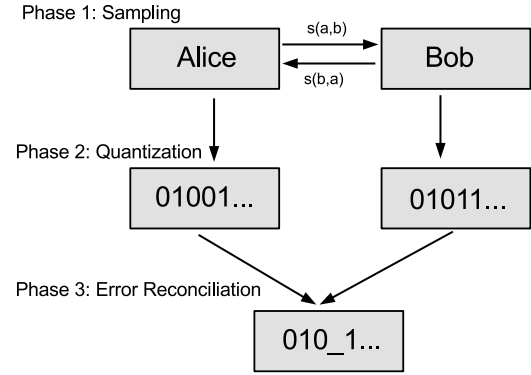 Phase 1: Sampling
Alice
s(a,b)
s(b,a)
Bob
Phase 2: Quantization
01001...
01011...
Phase 3: Error Reconciliation
010_1...